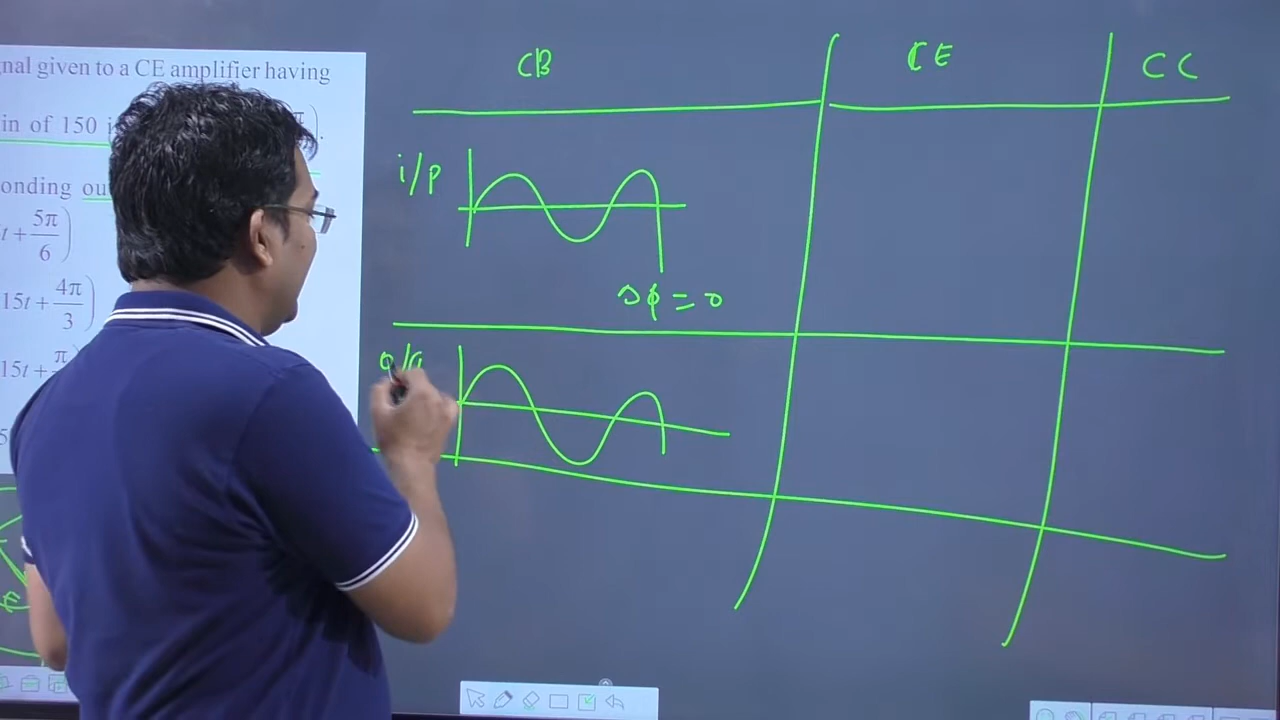 nal given to a CE amplifier having
in of 150
onding ou
t + 5π/6)
15t + 4π/3)
15t + π
5
E
CB CE CC
i/p
Δφ = 0